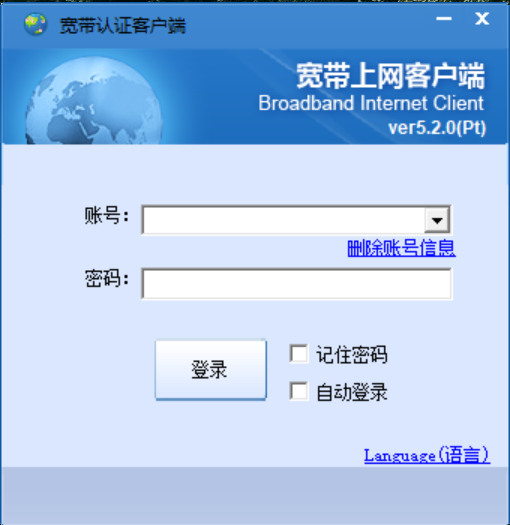 宽带认证客户端
宽带上网客户端
Broadband Internet Client
ver5.2.0(Pt)
账号：
删除账号信息
密码：
登录
记住密码
自动登录
Language(语言)